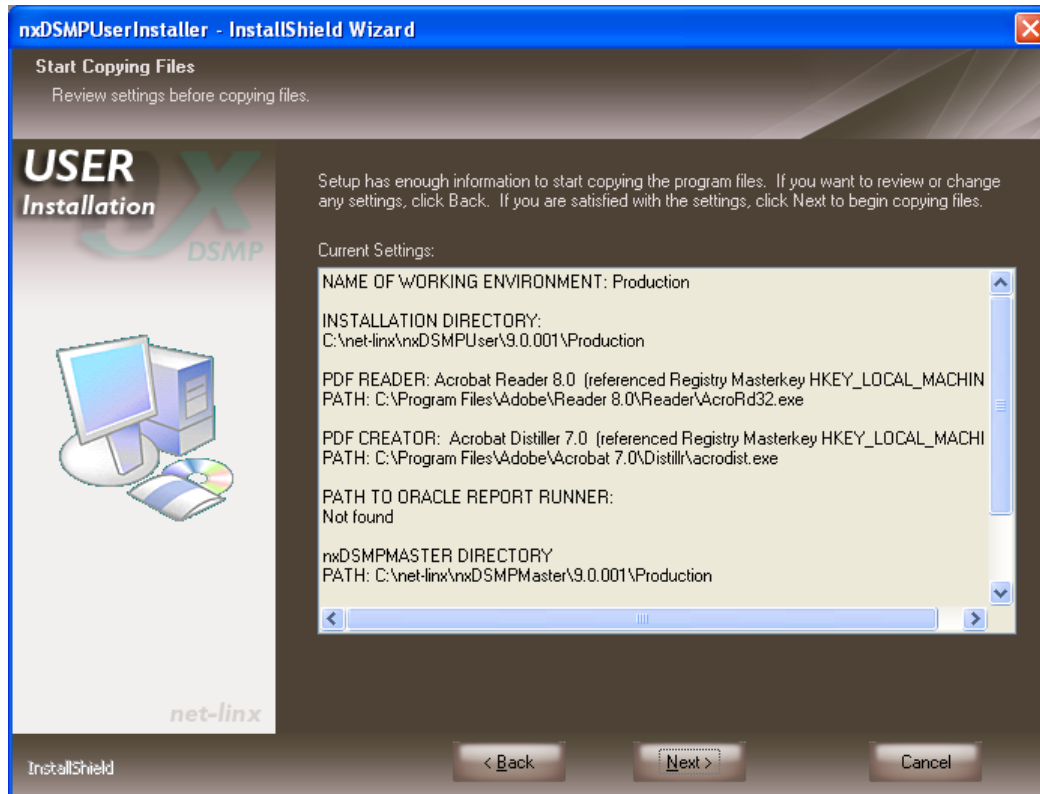 nxDSMPUserInstaller - InstallShield Wizard
Start Copying Files
Review settings before copying files.
USER
Installation
DSMP
Setup has enough information to start copying the program files. If you want to review or change
any settings, click Back. If you are satisfied with the settings, click Next to begin copying files.
Current Settings:
NAME OF WORKING ENVIRONMENT: Production
INSTALLATION DIRECTORY:
C:\net-linx\nxDSMPUser\9.0.001\Production
PDF READER: Acrobat Reader 8.0 (referenced Registry Masterkey HKEY_LOCAL_MACHIN
PATH: C:\Program Files\Adobe\Reader 8.0\Reader\AcroRd32.exe
PDF CREATOR: Acrobat Distiller 7.0 (referenced Registry Masterkey HKEY_LOCAL_MACHI
PATH: C:\Program Files\Adobe\Acrobat 7.0\Distillr\acrodist.exe
PATH TO ORACLE REPORT RUNNER:
Not found
nxDSMPMASTER DIRECTORY
PATH: C:\net-linx\nxDSMPMaster\9.0.001\Production
net-linx
InstallShield
< Back
Next >
Cancel